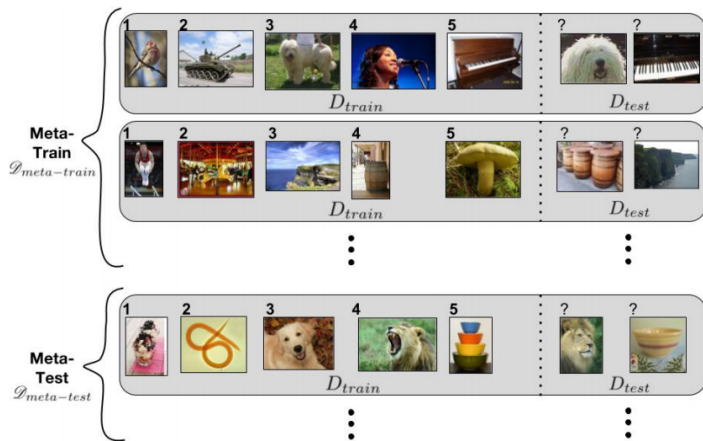 1 2 3 4 5 ? ?
D_train D_test
Meta-
Train
𝒟_meta−train
1 2 3 4 5 ? ?
D_train D_test
1 2 3 4 5 ? ?
Meta-
Test
𝒟_meta−test
D_train D_test